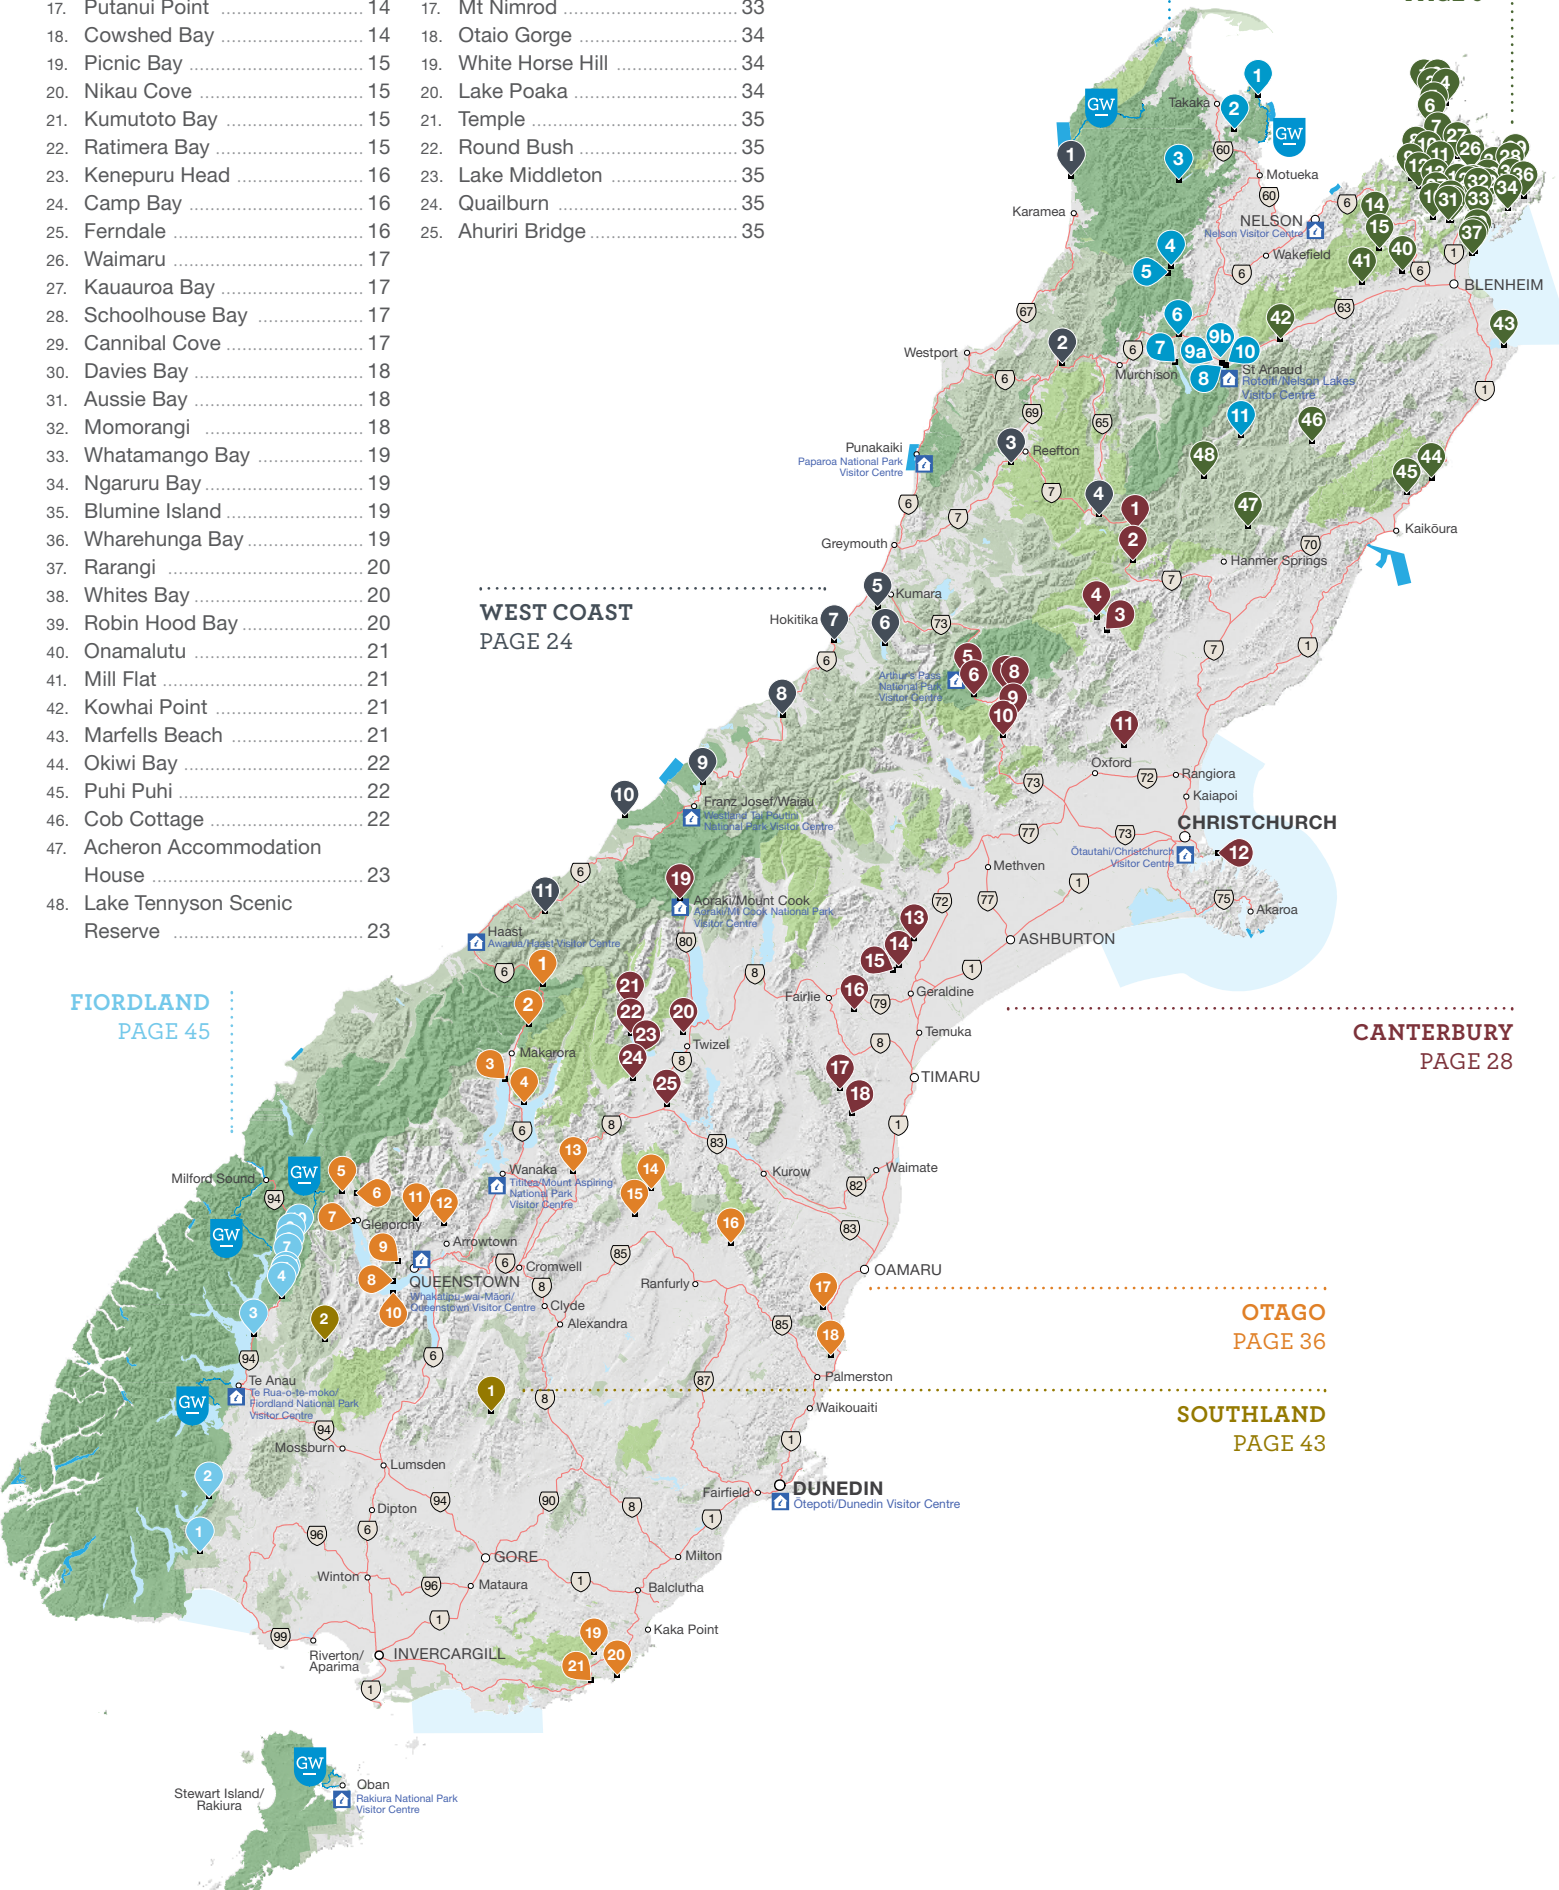 17. Putanui Point 14
18. Cowshed Bay 14
19. Picnic Bay 15
20. Nikau Cove 15
21. Kumutoto Bay 15
22. Ratimera Bay 15
23. Kenepuru Head 16
24. Camp Bay 16
25. Ferndale 16
26. Waimaru 17
27. Kauauroa Bay 17
28. Schoolhouse Bay 17
29. Cannibal Cove 17
30. Davies Bay 18
31. Aussie Bay 18
32. Momorangi 18
33. Whatamango Bay 19
34. Ngaruru Bay 19
35. Blumine Island 19
36. Wharehunga Bay 19
37. Rarangi 20
38. Whites Bay 20
39. Robin Hood Bay 20
40. Onamalutu 21
41. Mill Flat 21
42. Kowhai Point 21
43. Marfells Beach 21
44. Okiwi Bay 22
45. Puhi Puhi 22
46. Cob Cottage 22
47. Acheron Accommodation
House 23
48. Lake Tennyson Scenic
Reserve 23
17. Mt Nimrod 33
18. Otaio Gorge 34
19. White Horse Hill 34
20. Lake Poaka 34
21. Temple 35
22. Round Bush 35
23. Lake Middleton 35
24. Quailburn 35
25. Ahuriri Bridge 35
WEST COAST
PAGE 24
FIORDLAND
PAGE 45
CANTERBURY
PAGE 28
OTAGO
PAGE 36
SOUTHLAND
PAGE 43
Takaka
GW
GW
Motueka
Karamea
NELSON
Nelson Visitor Centre
Wakefield
BLENHEIM
Westport
Murchison
St Arnaud
Rotoiti/Nelson Lakes
Visitor Centre
Punakaiki
Paparoa National Park
Visitor Centre
Reefton
Greymouth
Kaikōura
Hanmer Springs
Kumara
Hokitika
Arthur's Pass
National Park
Visitor Centre
Oxford
Rangiora
Kaiapoi
CHRISTCHURCH
Ōtautahi/Christchurch
Visitor Centre
Akaroa
Methven
ASHBURTON
Franz Josef/Waiau
Westland Tai Poutini
National Park Visitor Centre
Aoraki/Mount Cook
Aoraki/Mt Cook National Park
Visitor Centre
Haast
Awarua/Haast Visitor Centre
Fairlie
Geraldine
Temuka
TIMARU
Twizel
Makarora
Wanaka
Tititea/Mount Aspiring
National Park
Visitor Centre
Kurow
Waimate
Milford Sound
GW
GW
Glenorchy
Arrowtown
QUEENSTOWN
Whakatipu-wai-Māori/
Queenstown Visitor Centre
Cromwell
Clyde
Alexandra
Ranfurly
OAMARU
Palmerston
Waikouaiti
Te Anau
Te Rua-o-te-moko/
Fiordland National Park
Visitor Centre
GW
Mossburn
Lumsden
Dipton
Fairfield
DUNEDIN
Ōtepoti/Dunedin Visitor Centre
GORE
Milton
Winton
Mataura
Balclutha
Kaka Point
Riverton/
Aparima
INVERCARGILL
GW
Oban
Rakiura National Park
Visitor Centre
Stewart Island/
Rakiura